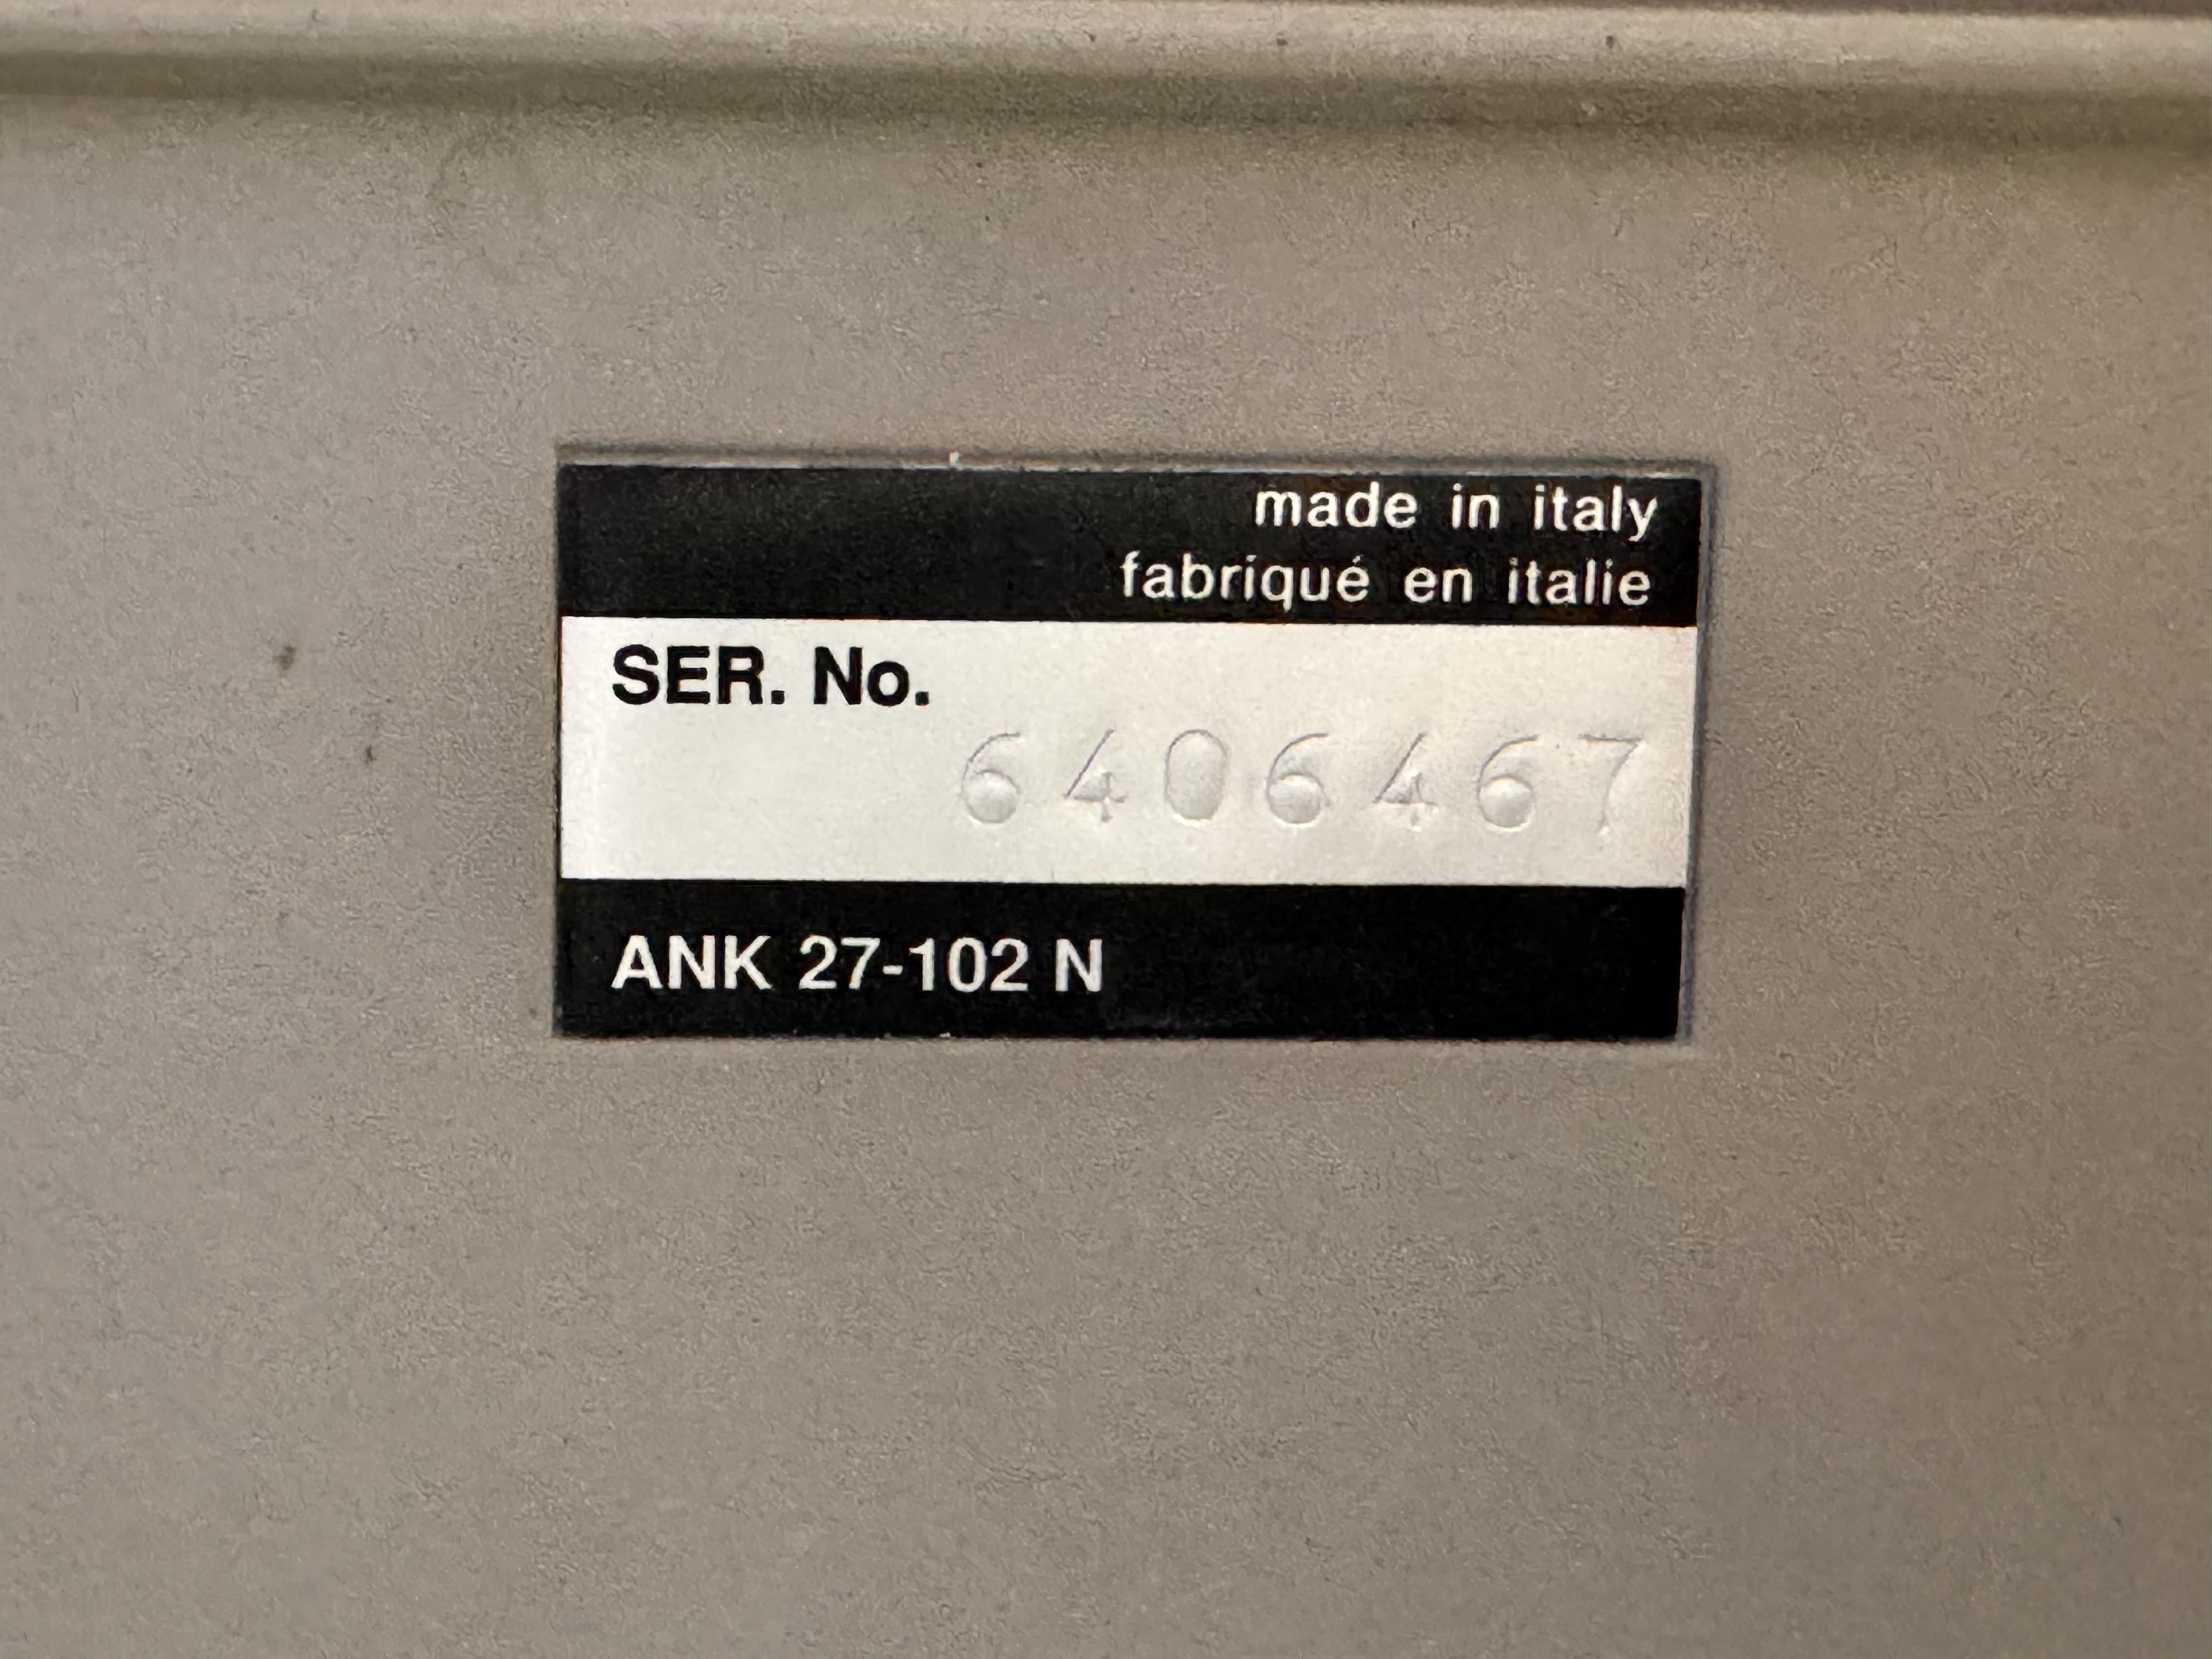 made in italy
fabriqué en italie
SER. No.
6406467
ANK 27-102 N